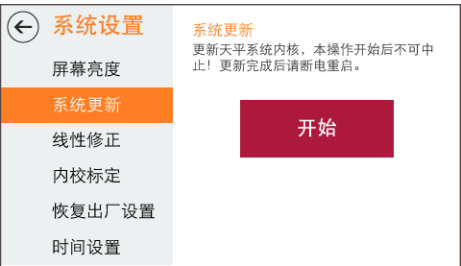 系统设置
屏幕亮度
系统更新
线性修正
内校标定
恢复出厂设置
时间设置
系统更新
更新天平系统内核，本操作开始后不可中
止！更新完成后请断电重启。
开始